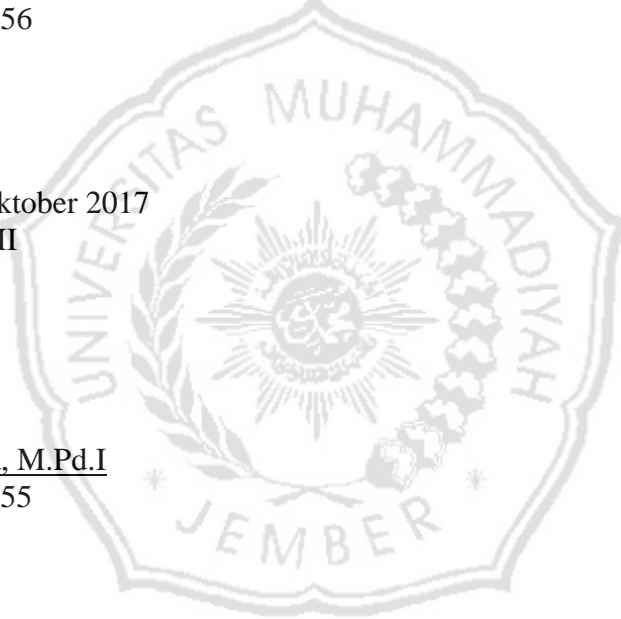 56
ktober 2017
II
, M.Pd.I
55
UNIVERSITAS MUHAMMADIYAH
JEMBER